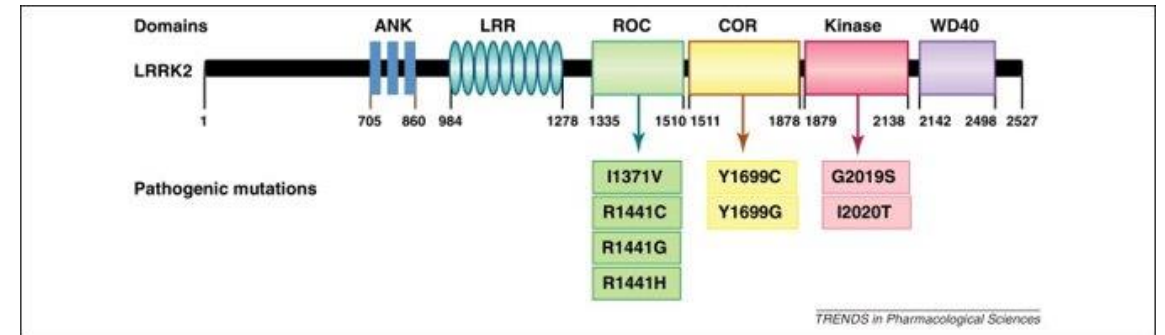 Domains ANK LRR ROC COR Kinase WD40
LRRK2
1 705 860 984 1278 1335 1510 1511 1878 1879 2138 2142 2498 2527
Pathogenic mutations
I1371V Y1699C G2019S
R1441C Y1699G I2020T
R1441G
R1441H
TRENDS in Pharmacological Sciences